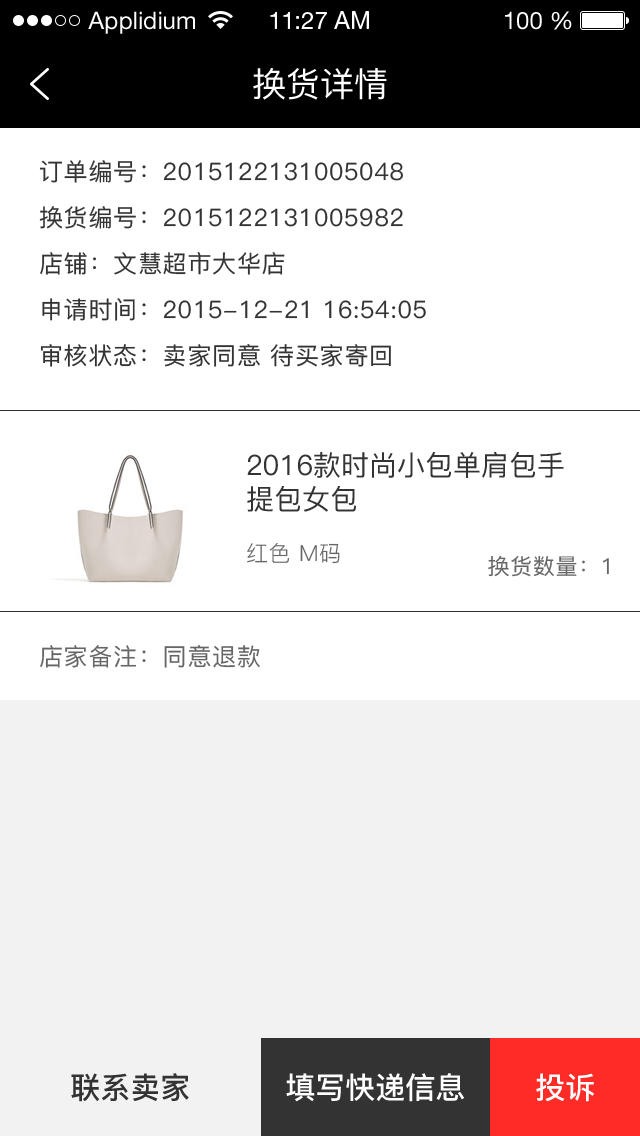 Applidium 11:27 AM 100 %
换货详情
订单编号：2015122131005048
换货编号：2015122131005982
店铺：文慧超市大华店
申请时间：2015-12-21 16:54:05
审核状态：卖家同意 待买家寄回
2016款时尚小包单肩包手
提包女包
红色 M码
换货数量：1
店家备注：同意退款
联系卖家 填写快递信息 投诉